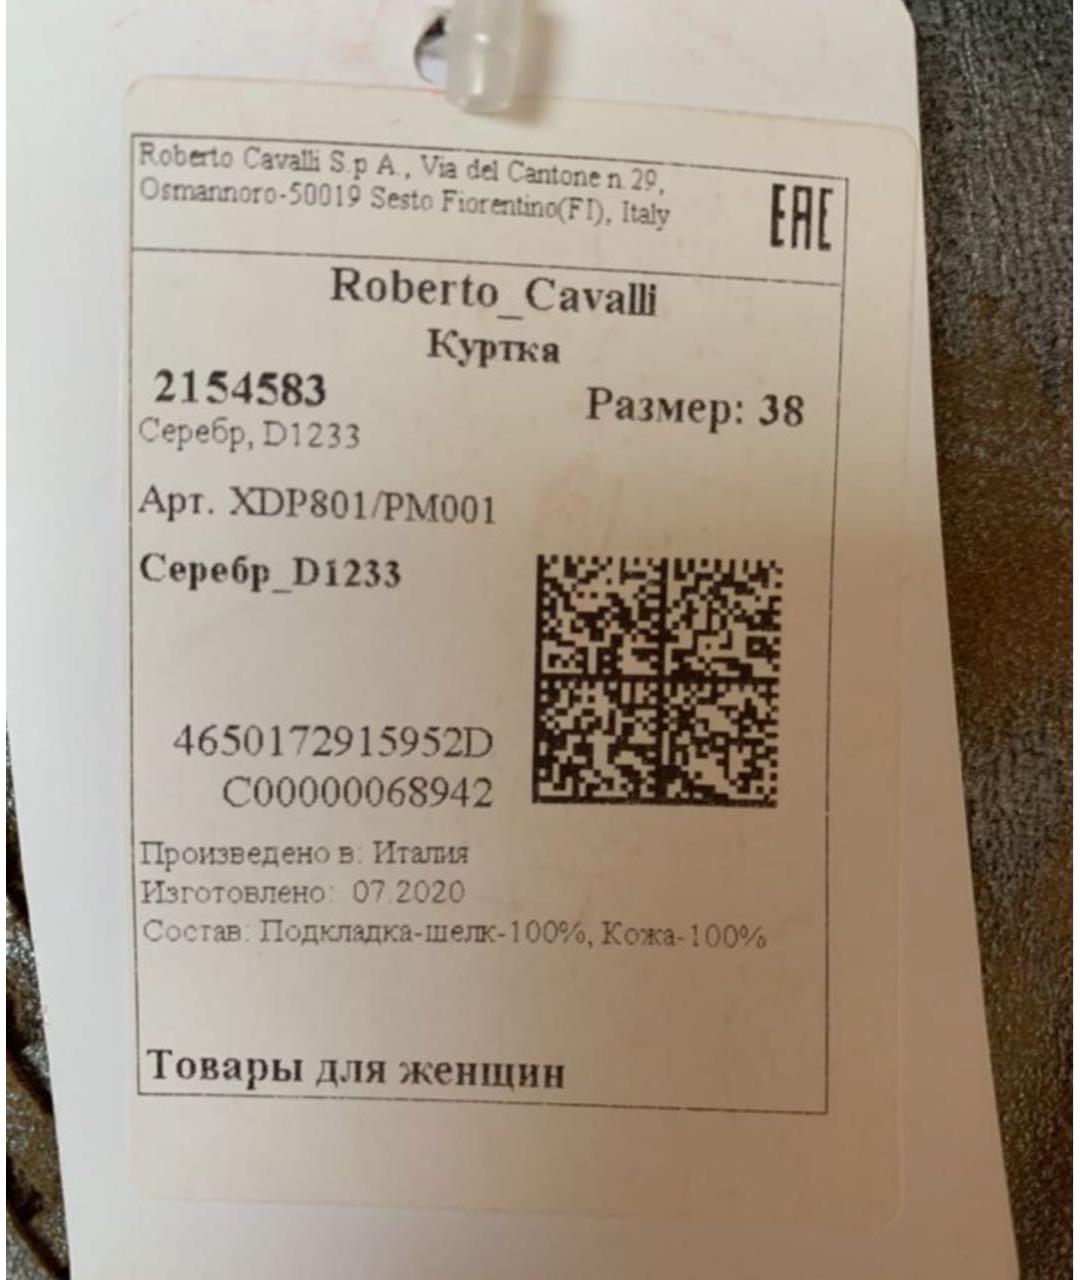 Roberto Cavalli S.p A., Via del Cantone n.29,
Osmannoro-50019 Sesto Fiorentino(FI), Italy
EAC
Roberto_Cavalli
Куртка
2154583
Размер: 38
Серебр, D1233
Арт. XDP801/PM001
Серебр_D1233
4650172915952D
C00000068942
Произведено в: Италия
Изготовлено: 07.2020
Состав: Подкладка-шелк-100%, Кожа-100%
Товары для женщин